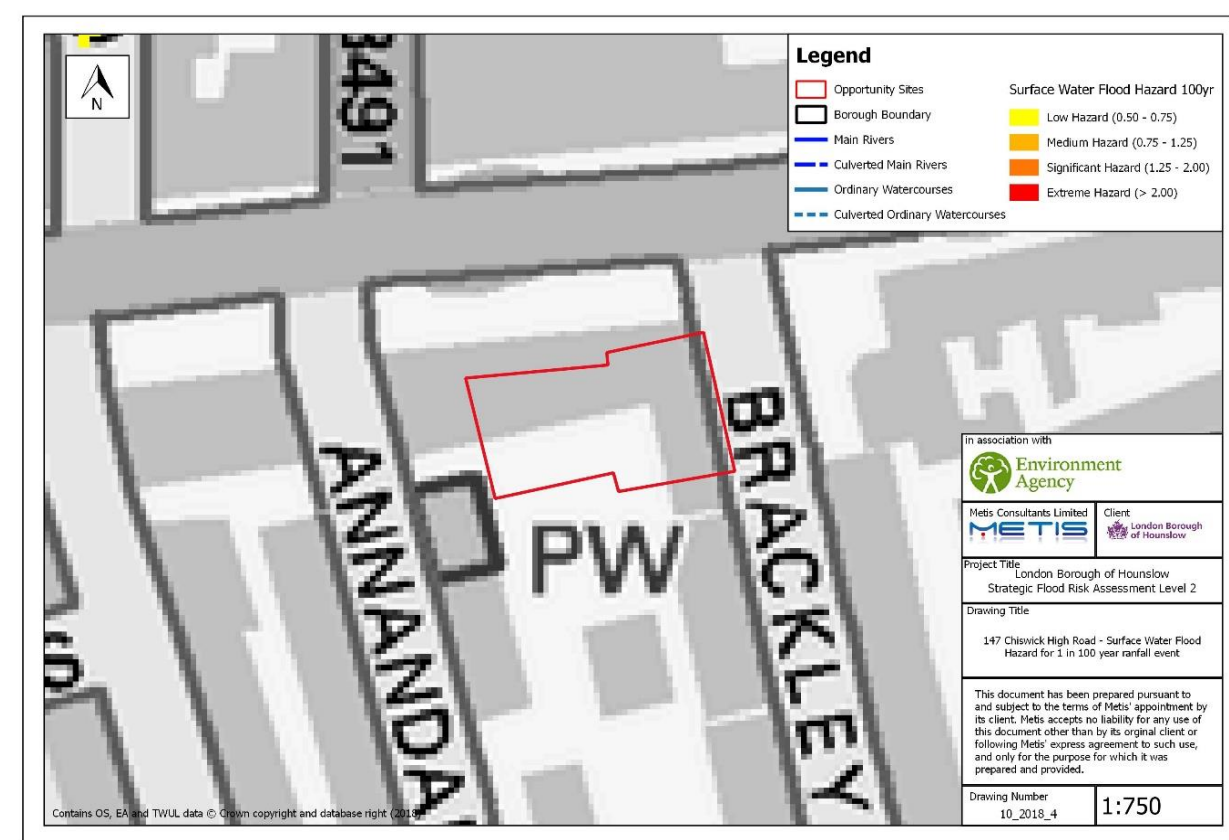 B491
N
Legend
Opportunity Sites
Borough Boundary
Main Rivers
Culverted Main Rivers
Ordinary Watercourses
Culverted Ordinary Watercourses
Surface Water Flood Hazard 100yr
Low Hazard (0.50 - 0.75)
Medium Hazard (0.75 - 1.25)
Significant Hazard (1.25 - 2.00)
Extreme Hazard (> 2.00)
ANNANDA
BRACKLEY
PW
in association with
Environment
Agency
Metis Consultants Limited
METIS
Client
London Borough
of Hounslow
Project Title
London Borough of Hounslow
Strategic Flood Risk Assessment Level 2
Drawing Title
147 Chiswick High Road - Surface Water Flood
Hazard for 1 in 100 year ranfall event
This document has been prepared pursuant to
and subject to the terms of Metis' appointment by
its client. Metis accepts no liability for any use of
this document other than by its orginal client or
following Metis' express agreement to such use,
and only for the purpose for which it was
prepared and provided.
Drawing Number
10_2018_4
1:750
Contains OS, EA and TWUL data © Crown copyright and database right (2018)